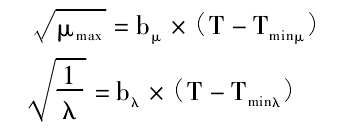 √μmax = bμ × (T − Tminμ)
√(1/λ) = bλ × (T − Tminλ)